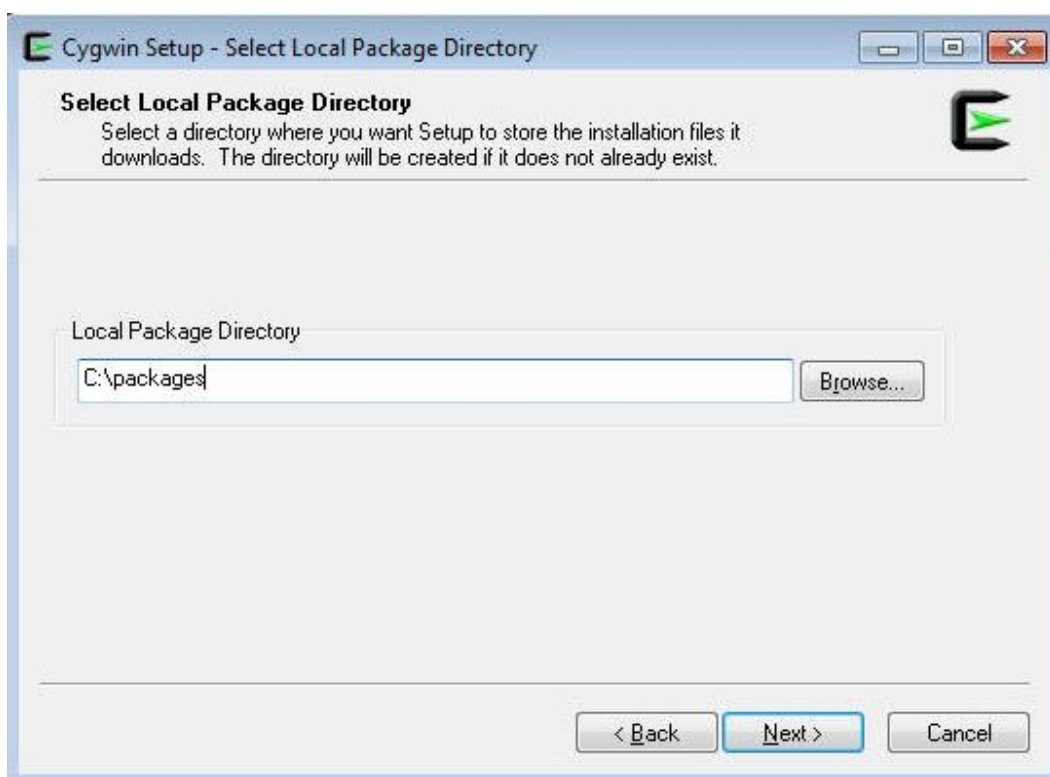 Cygwin Setup - Select Local Package Directory
Select Local Package Directory
Select a directory where you want Setup to store the installation files it
downloads. The directory will be created if it does not already exist.
Local Package Directory
C:\packages
Browse...
< Back
Next >
Cancel